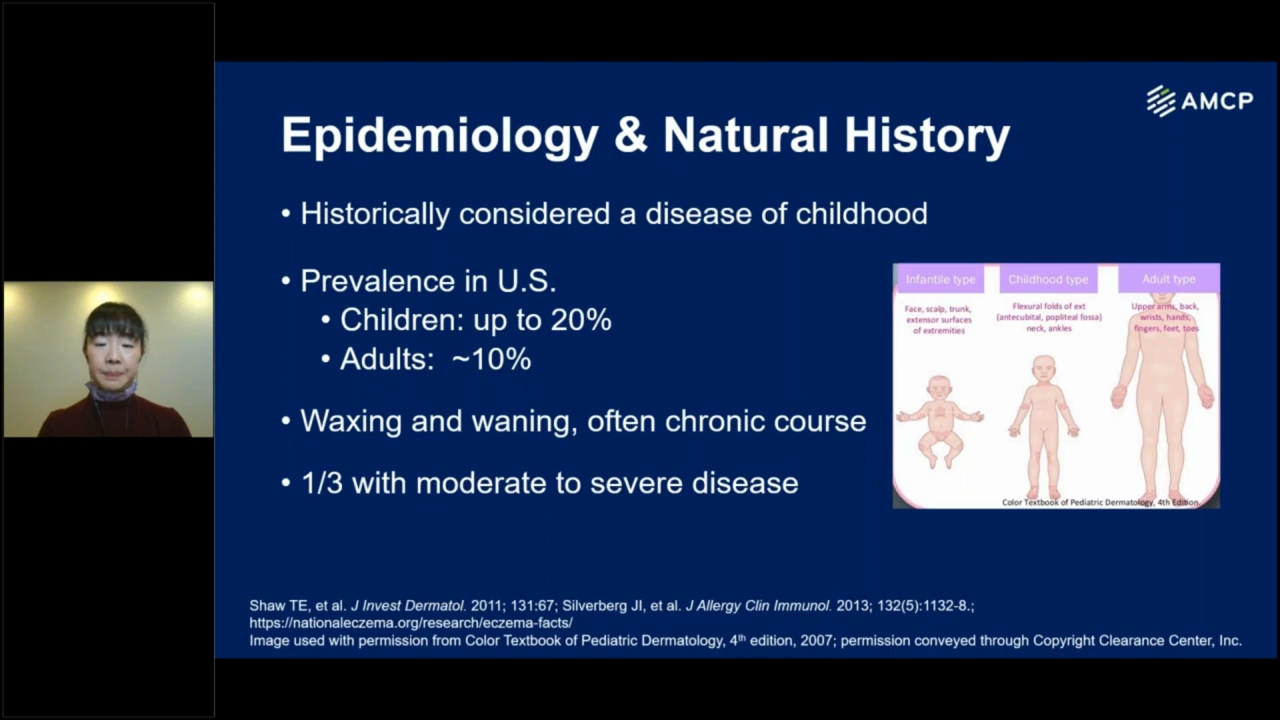 AMCP
Epidemiology & Natural History
• Historically considered a disease of childhood
• Prevalence in U.S.
• Children: up to 20%
• Adults: ~10%
• Waxing and waning, often chronic course
• 1/3 with moderate to severe disease
Infantile type
Face, scalp, trunk,
extensor surfaces
of extremities
Childhood type
Flexural folds of ext
(antecubital, popliteal fossa)
neck, ankles
Adult type
Upper arms, back,
wrists, hands,
fingers, feet, toes
Color Textbook of Pediatric Dermatology, 4th Edition.
Shaw TE, et al. J Invest Dermatol. 2011; 131:67; Silverberg JI, et al. J Allergy Clin Immunol. 2013; 132(5):1132-8.;
https://nationaleczema.org/research/eczema-facts/
Image used with permission from Color Textbook of Pediatric Dermatology, 4th edition, 2007; permission conveyed through Copyright Clearance Center, Inc.